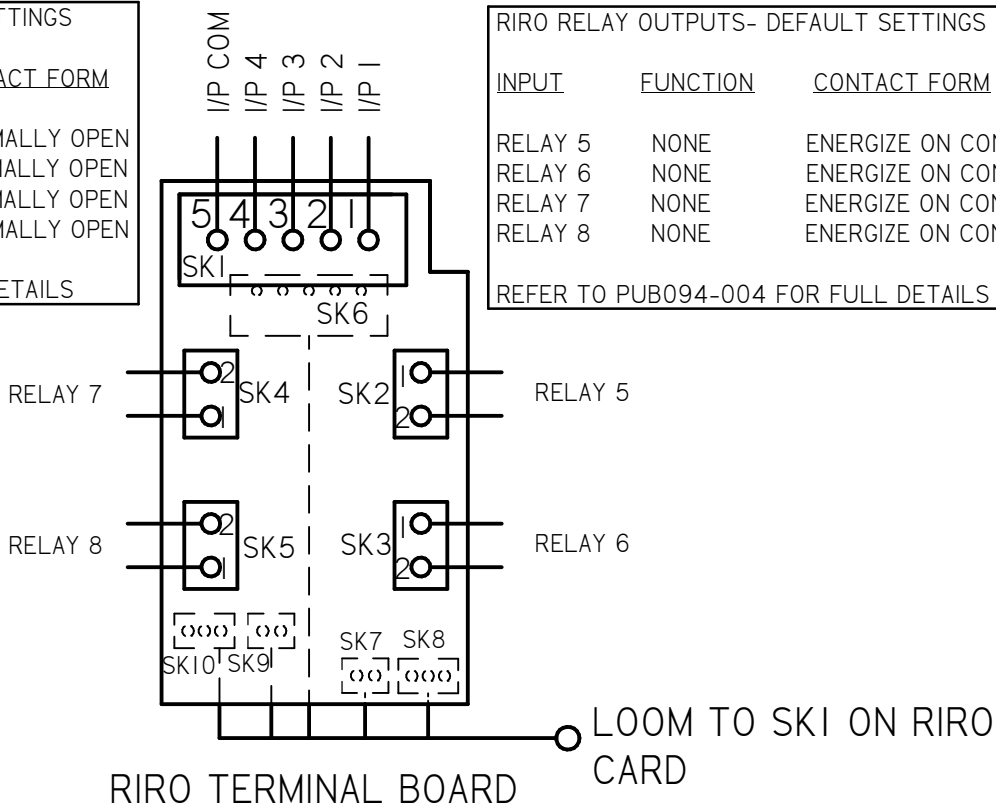 TTINGS
ACT FORM
MALLY OPEN
MALLY OPEN
MALLY OPEN
MALLY OPEN
ETAILS
I/P COM
I/P 4
I/P 3
I/P 2
I/P 1
RIRO RELAY OUTPUTS- DEFAULT SETTINGS
INPUT FUNCTION CONTACT FORM
RELAY 5 NONE ENERGIZE ON CON
RELAY 6 NONE ENERGIZE ON CON
RELAY 7 NONE ENERGIZE ON CON
RELAY 8 NONE ENERGIZE ON CON
REFER TO PUB094-004 FOR FULL DETAILS
5 4 3 2 1
SK1
SK6
RELAY 7
2
1
SK4
SK2
1
2
RELAY 5
RELAY 8
2
1
SK5
SK3
1
2
RELAY 6
SK10
SK9
SK7
SK8
LOOM TO SK1 ON RIRO
CARD
RIRO TERMINAL BOARD